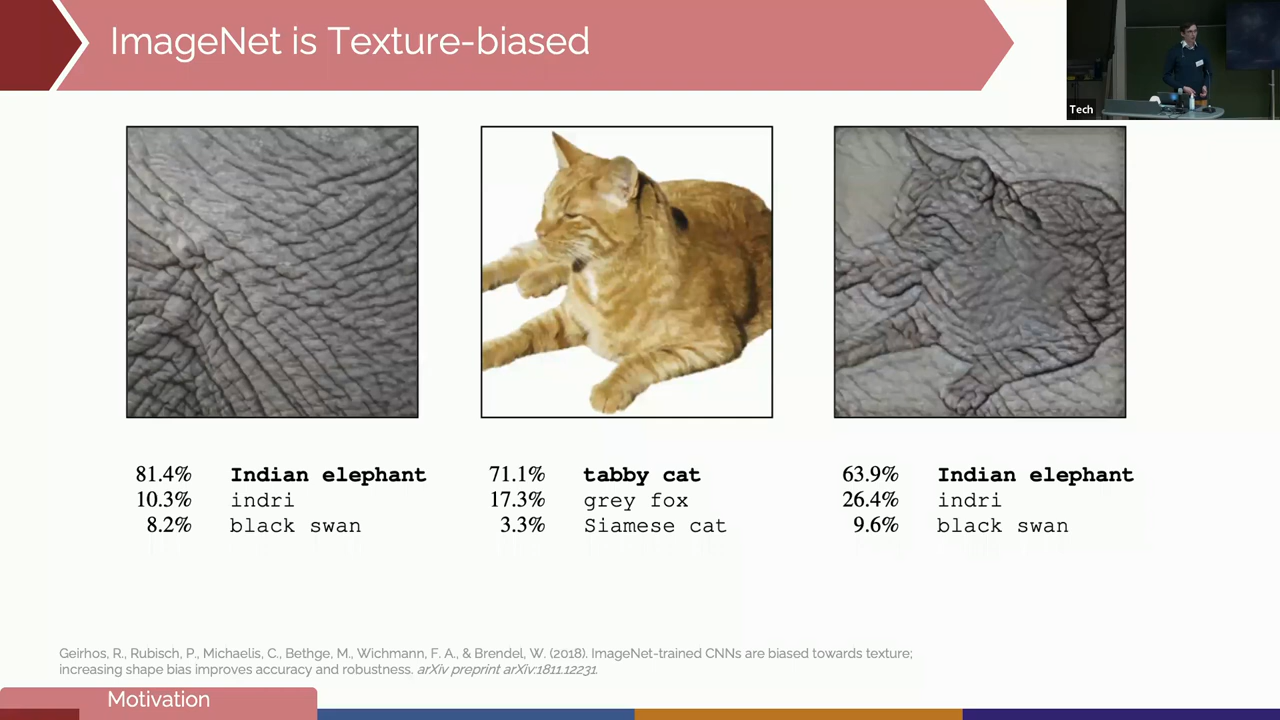 ImageNet is Texture-biased
Tech
81.4% Indian elephant
10.3% indri
8.2% black swan
71.1% tabby cat
17.3% grey fox
3.3% Siamese cat
63.9% Indian elephant
26.4% indri
9.6% black swan
Geirhos, R., Rubisch, P., Michaelis, C., Bethge, M., Wichmann, F. A., & Brendel, W. (2018). ImageNet-trained CNNs are biased towards texture;
increasing shape bias improves accuracy and robustness. arXiv preprint arXiv:1811.12231.
Motivation